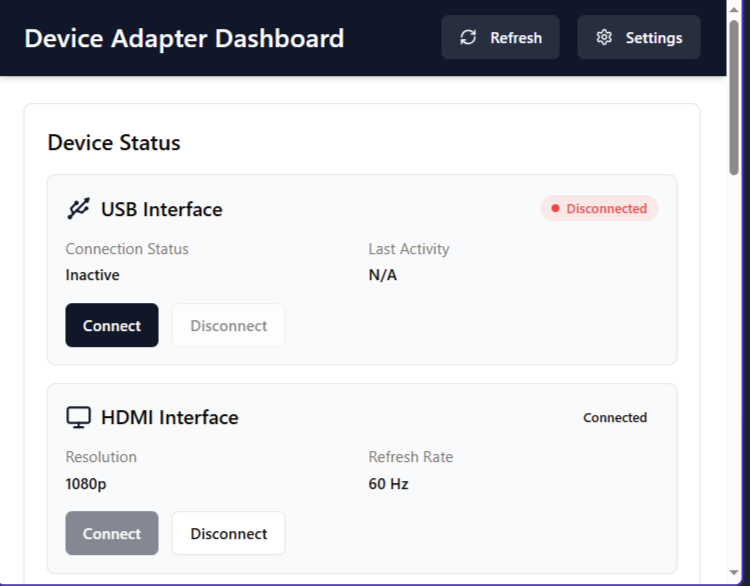 Device Adapter Dashboard
Refresh
Settings
Device Status
USB Interface
Disconnected
Connection Status
Last Activity
Inactive
N/A
Connect
Disconnect
HDMI Interface
Connected
Resolution
Refresh Rate
1080p
60 Hz
Connect
Disconnect